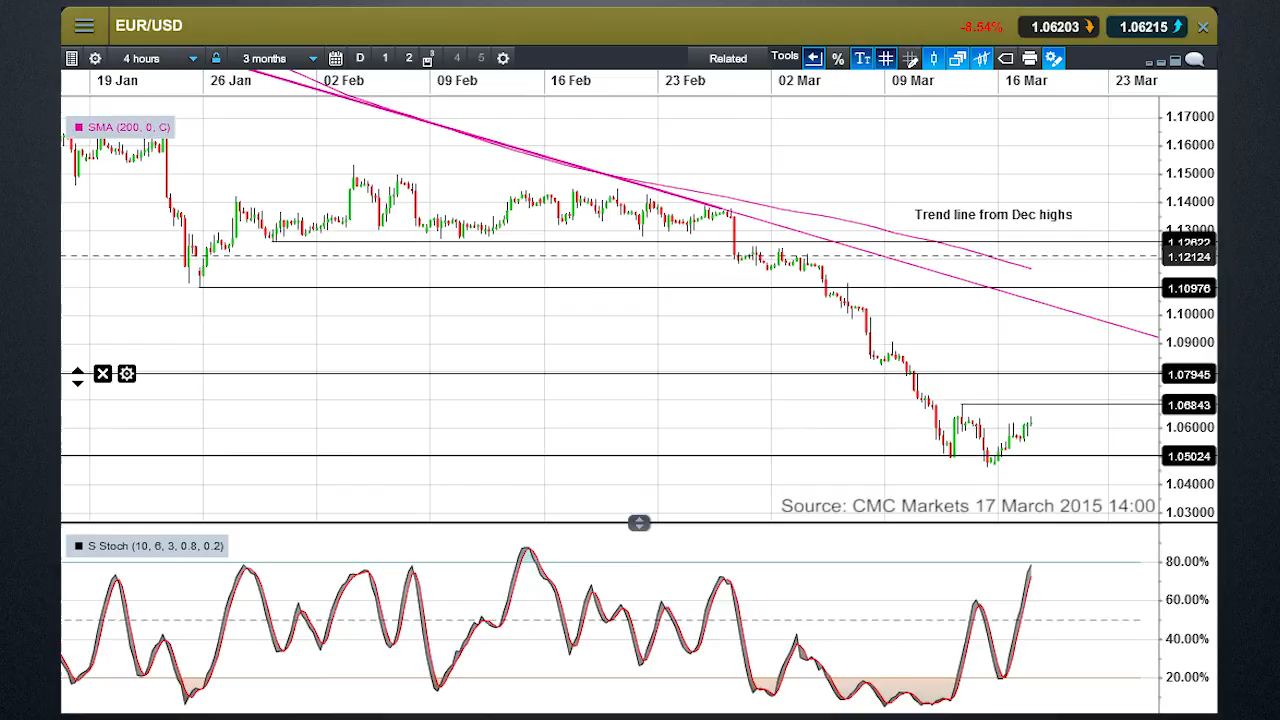 EUR/USD
-8.54%
1.06203
1.06215
4 hours
3 months
D
1
2
3
4
5
Related
Tools
%
TT
19 Jan
26 Jan
02 Feb
09 Feb
16 Feb
23 Feb
02 Mar
09 Mar
16 Mar
23 Mar
SMA (200, 0, C)
1.17000
1.16000
1.15000
1.14000
Trend line from Dec highs
1.13000
1.12622
1.12124
1.10976
1.10000
1.09000
1.07945
1.06843
1.06000
1.05024
1.04000
1.03000
Source: CMC Markets 17 March 2015 14:00
S Stoch (10, 6, 3, 0.8, 0.2)
80.00%
60.00%
40.00%
20.00%